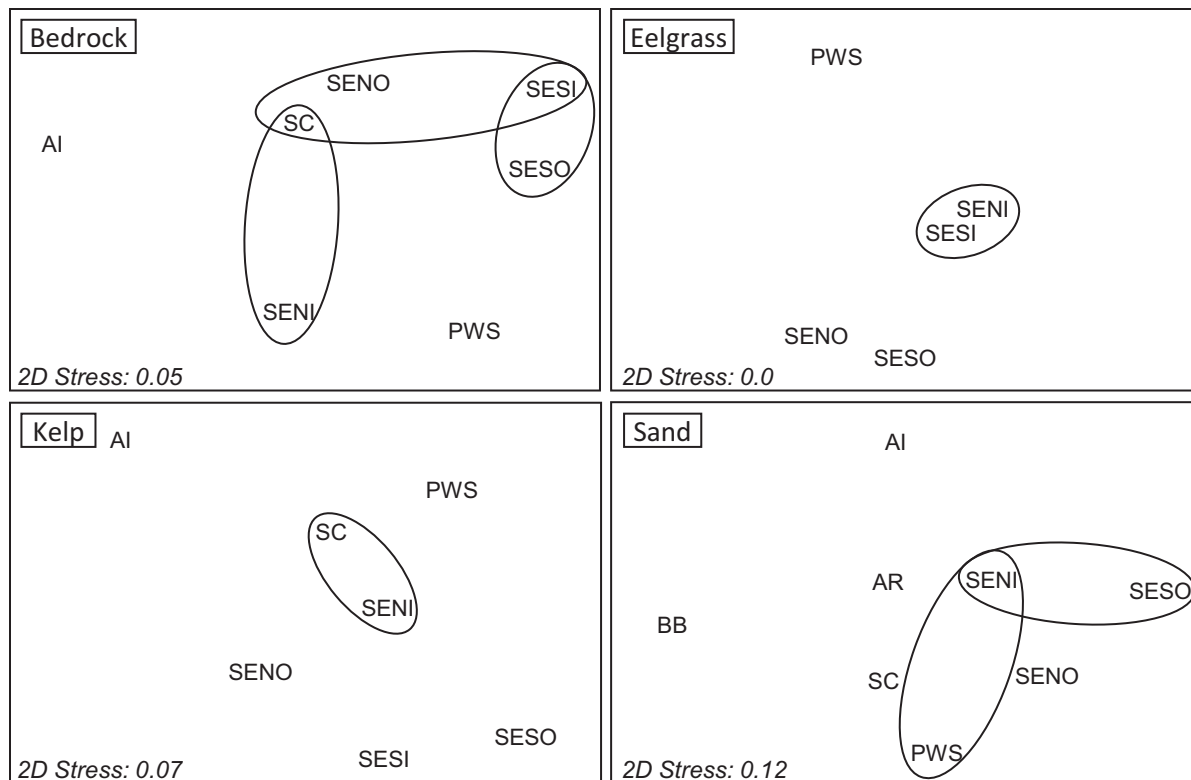 Bedrock
SENO
SESI
SC
AI
SESO
SENI
PWS
2D Stress: 0.05
Eelgrass
PWS
SENI
SESI
SENO
SESO
2D Stress: 0.0
Kelp
AI
PWS
SC
SENI
SENO
SESO
SESI
2D Stress: 0.07
Sand
AI
AR
SENI
SESO
BB
SC
SENO
PWS
2D Stress: 0.12